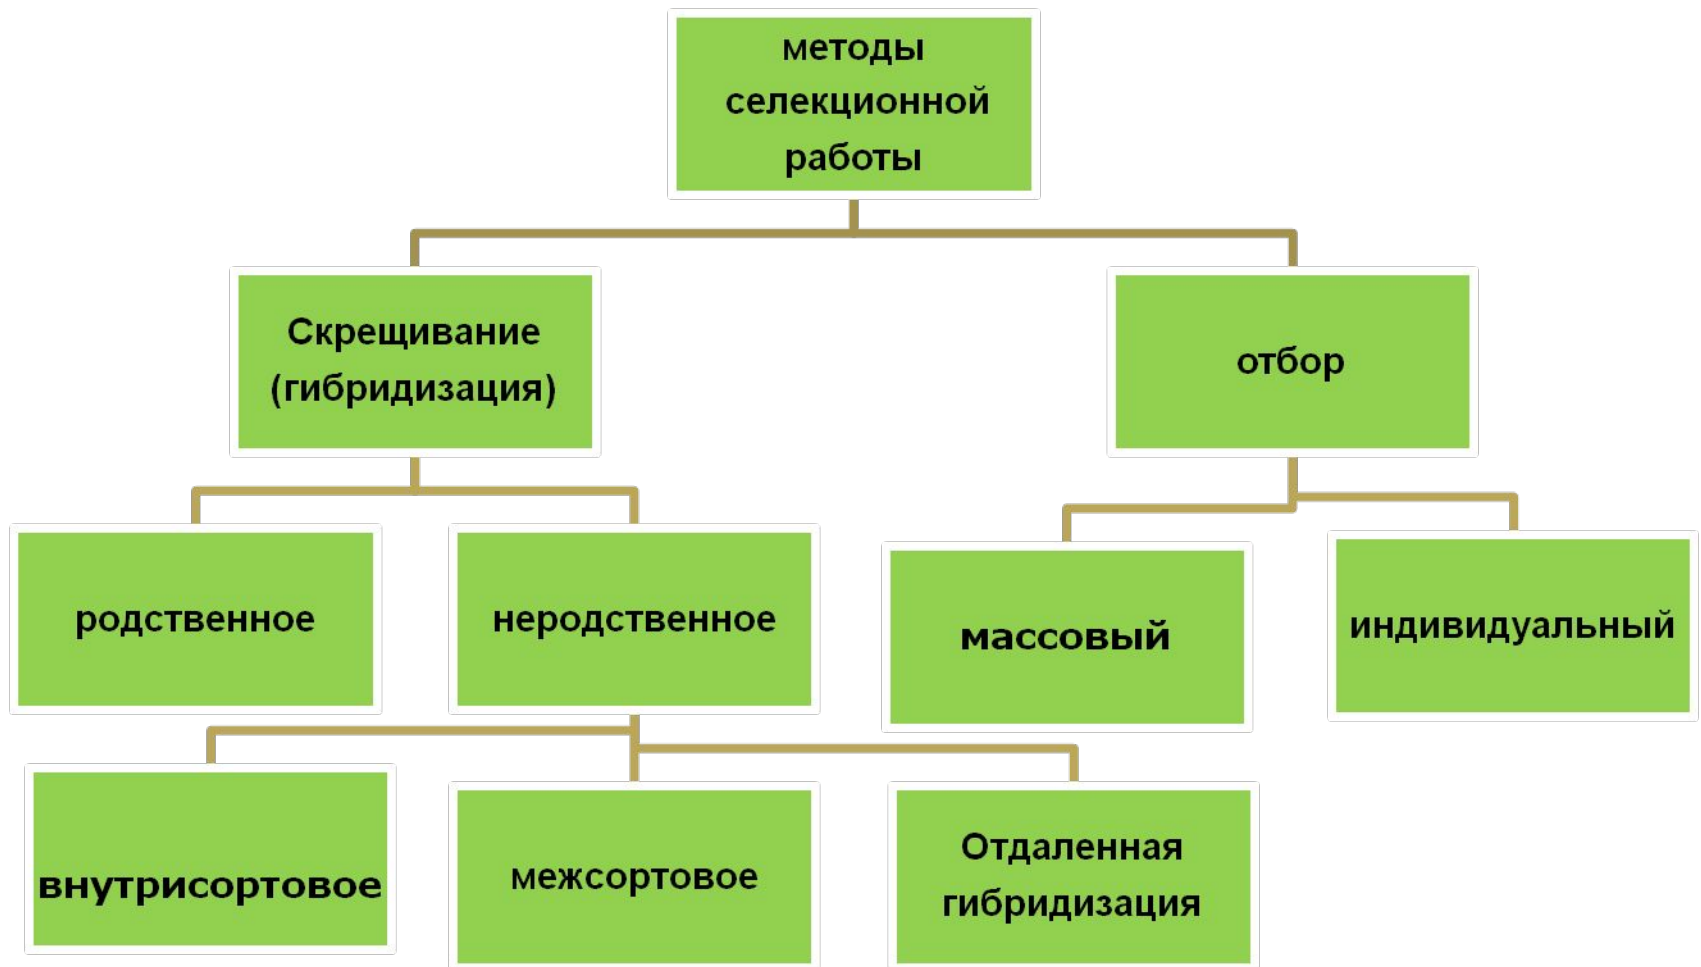 методы
селекционной
работы
Скрещивание
(гибридизация)
отбор
родственное
неродственное
массовый
индивидуальный
внутрисортовое
межсортовое
Отдаленная
гибридизация